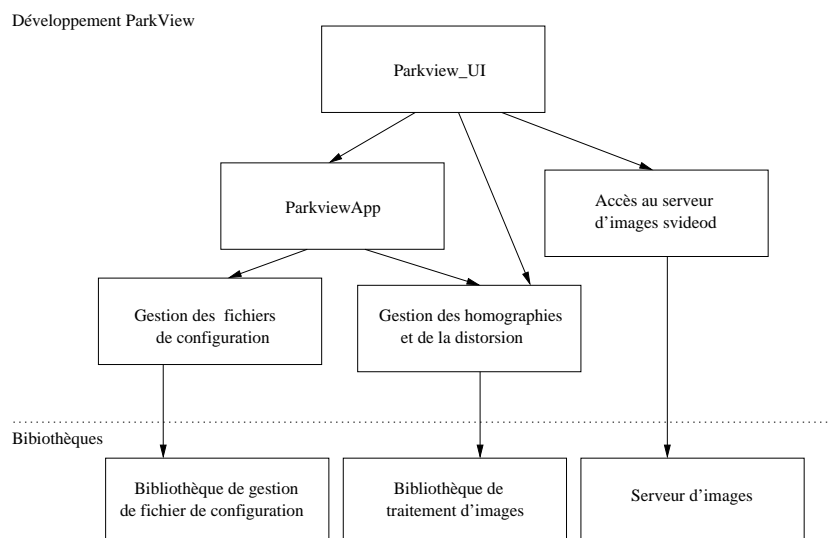 Développement ParkView
Parkview_UI
ParkviewApp
Accès au serveur
d'images svideod
Gestion des fichiers
de configuration
Gestion des homographies
et de la distorsion
Bibiothèques
Bibliothèque de gestion
de fichier de configuration
Bibliothèque de
traitement d'images
Serveur d'images